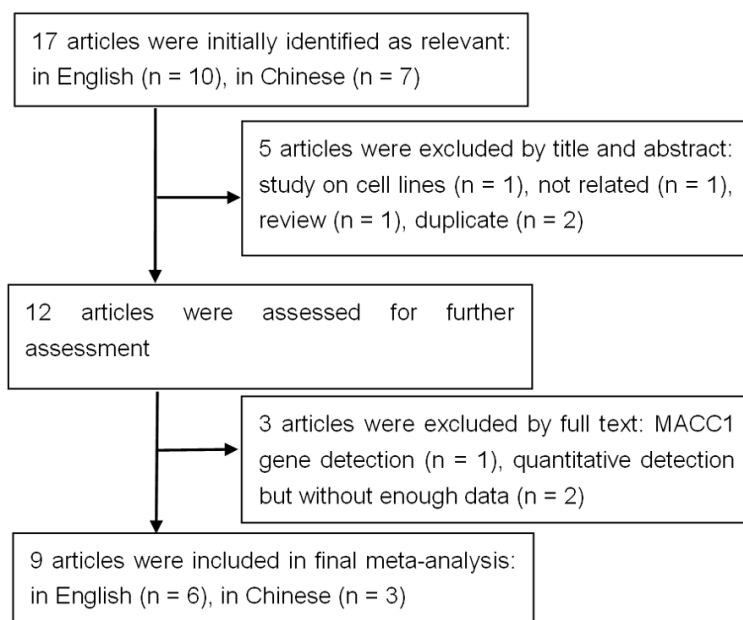 17 articles were initially identified as relevant:
in English (n = 10), in Chinese (n = 7)
5 articles were excluded by title and abstract:
study on cell lines (n = 1), not related (n = 1),
review (n = 1), duplicate (n = 2)
12 articles were assessed for further
assessment
3 articles were excluded by full text: MACC1
gene detection (n = 1), quantitative detection
but without enough data (n = 2)
9 articles were included in final meta-analysis:
in English (n = 6), in Chinese (n = 3)